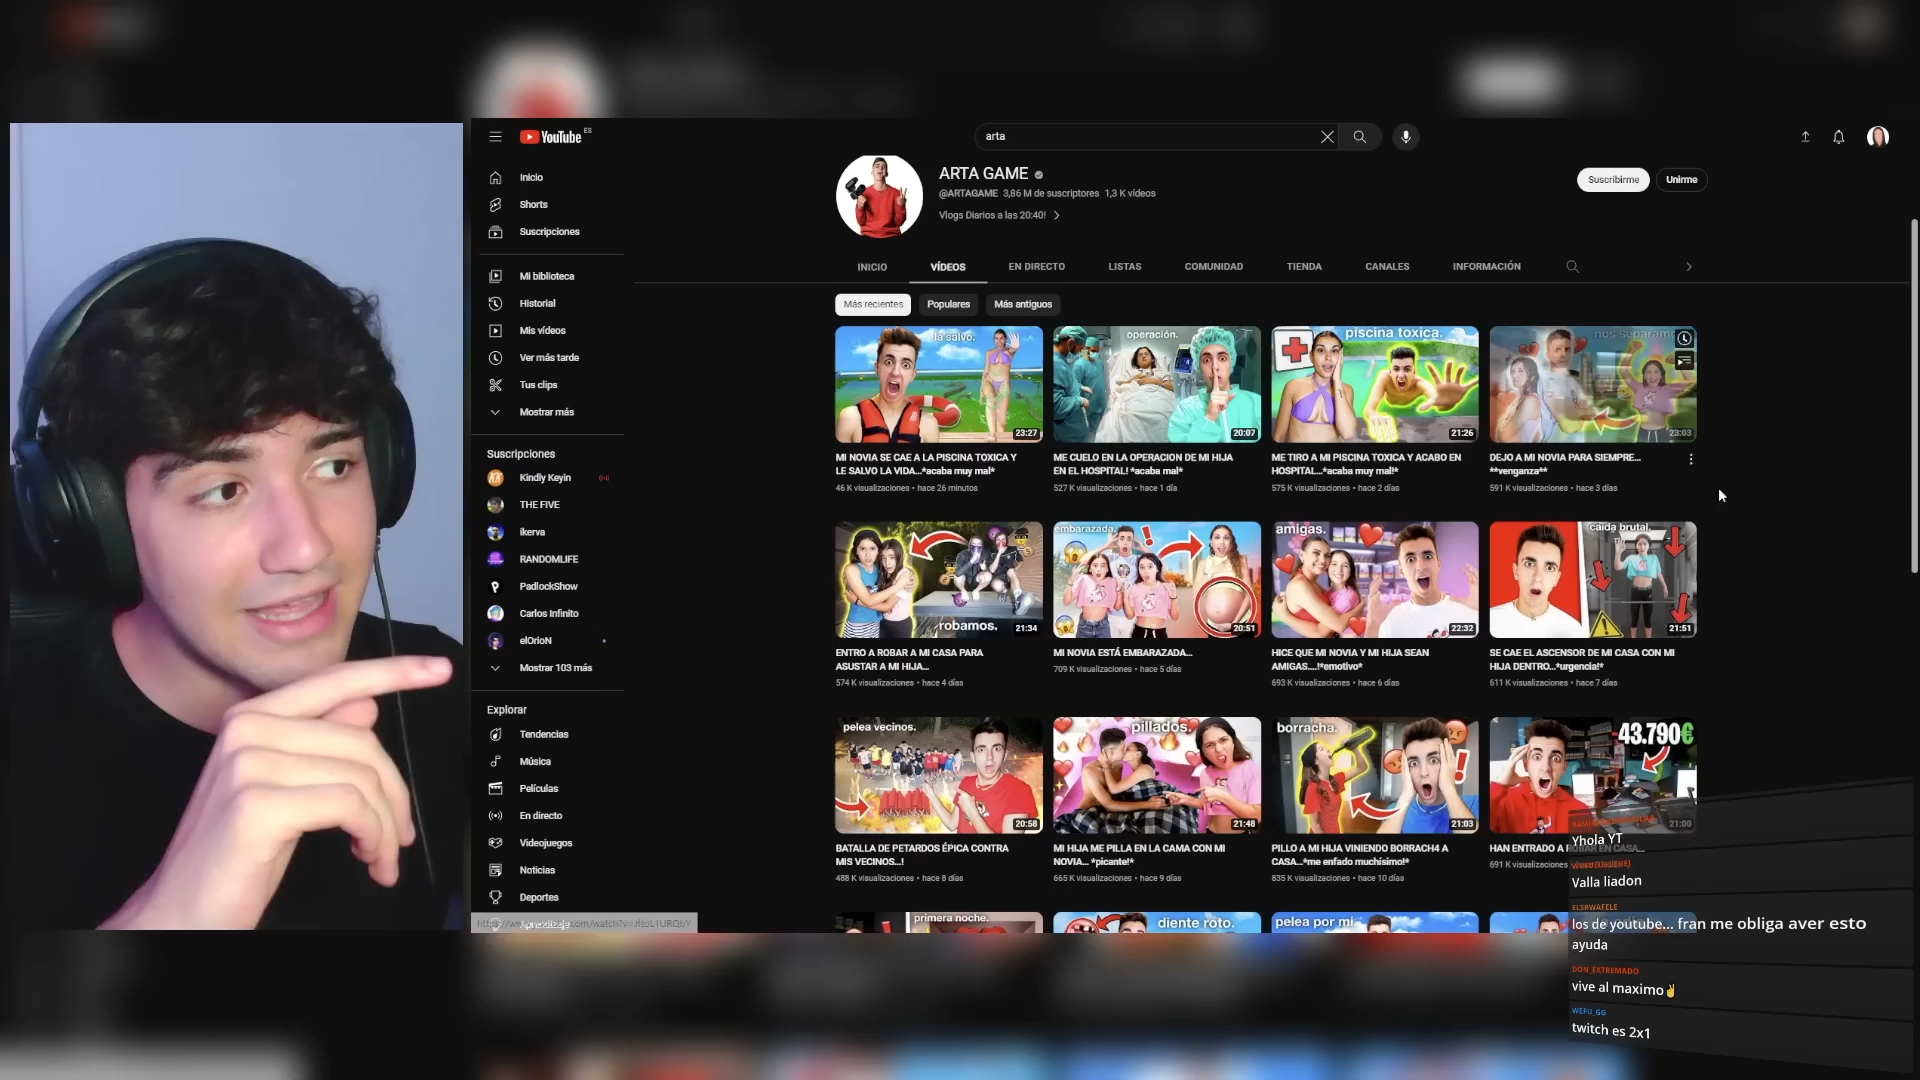 YouTube ES
arta
Inicio
Shorts
Suscripciones
Mi biblioteca
Historial
Mis vídeos
Ver más tarde
Tus clips
Mostrar más
Suscripciones
Kindly Keyin
THE FIVE
ikerva
RANDOMLIFE
PadlockShow
Carlos Infinito
elOrioN
Mostrar 103 más
Explorar
Tendencias
Música
Películas
En directo
Videojuegos
Noticias
Deportes
ARTA GAME
@ARTAGAME 3,86 M de suscriptores 1,3 K vídeos
Vlogs Diarios a las 20:40!
Suscribirme
Unirme
INICIO VÍDEOS EN DIRECTO LISTAS COMUNIDAD TIENDA CANALES INFORMACIÓN
Más recientes Populares Más antiguos
la salvo.
23:27
MI NOVIA SE CAE A LA PISCINA TOXICA Y
LE SALVO LA VIDA...*acaba muy mal*
46 K visualizaciones • hace 26 minutos
operación.
20:07
ME CUELO EN LA OPERACION DE MI HIJA
EN EL HOSPITAL! *acaba mal*
527 K visualizaciones • hace 1 día
piscina toxica.
21:26
ME TIRO A MI PISCINA TOXICA Y ACABO EN
HOSPITAL...*acaba muy mal!*
575 K visualizaciones • hace 2 días
nos separamos
23:03
DEJO A MI NOVIA PARA SIEMPRE...
**venganza**
591 K visualizaciones • hace 3 días
robamos.
21:34
ENTRO A ROBAR A MI CASA PARA
ASUSTAR A MI HIJA...
574 K visualizaciones • hace 4 días
embarazada.
20:51
MI NOVIA ESTÁ EMBARAZADA...
709 K visualizaciones • hace 5 días
amigas.
22:32
HICE QUE MI NOVIA Y MI HIJA SEAN
AMIGAS....!*emotivo*
693 K visualizaciones • hace 6 días
caída brutal.
21:51
SE CAE EL ASCENSOR DE MI CASA CON MI
HIJA DENTRO...*urgencia!*
611 K visualizaciones • hace 7 días
pelea vecinos.
20:58
BATALLA DE PETARDOS ÉPICA CONTRA
MIS VECINOS...!
488 K visualizaciones • hace 8 días
pillados.
21:48
MI HIJA ME PILLA EN LA CAMA CON MI
NOVIA... *picante!*
665 K visualizaciones • hace 9 días
borracha.
21:03
PILLO A MI HIJA VINIENDO BORRACH4 A
CASA...*me enfado muchísimo!*
835 K visualizaciones • hace 10 días
-43.790€
21:00
HAN ENTRADO A ROBAR EN CASA...
691 K visualizaciones
primera noche.
diente roto.
pelea por mi.
Yhola YT
Valla liadon
ELSRWAFELE
los de youtube... fran me obliga aver esto
ayuda
DON_EXTREMADO
vive al maximo✌
WEFU_GG
twitch es 2x1